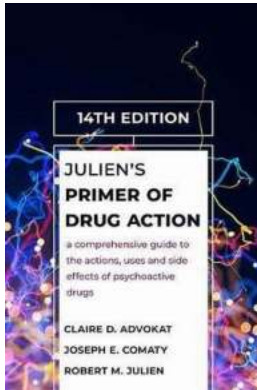 14TH EDITION
JULIEN'S
PRIMER OF
DRUG ACTION
a comprehensive guide to
the actions, uses and side
effects of psychoactive
drugs
CLAIRE D. ADVOKAT
JOSEPH E. COMATY
ROBERT M. JULIEN